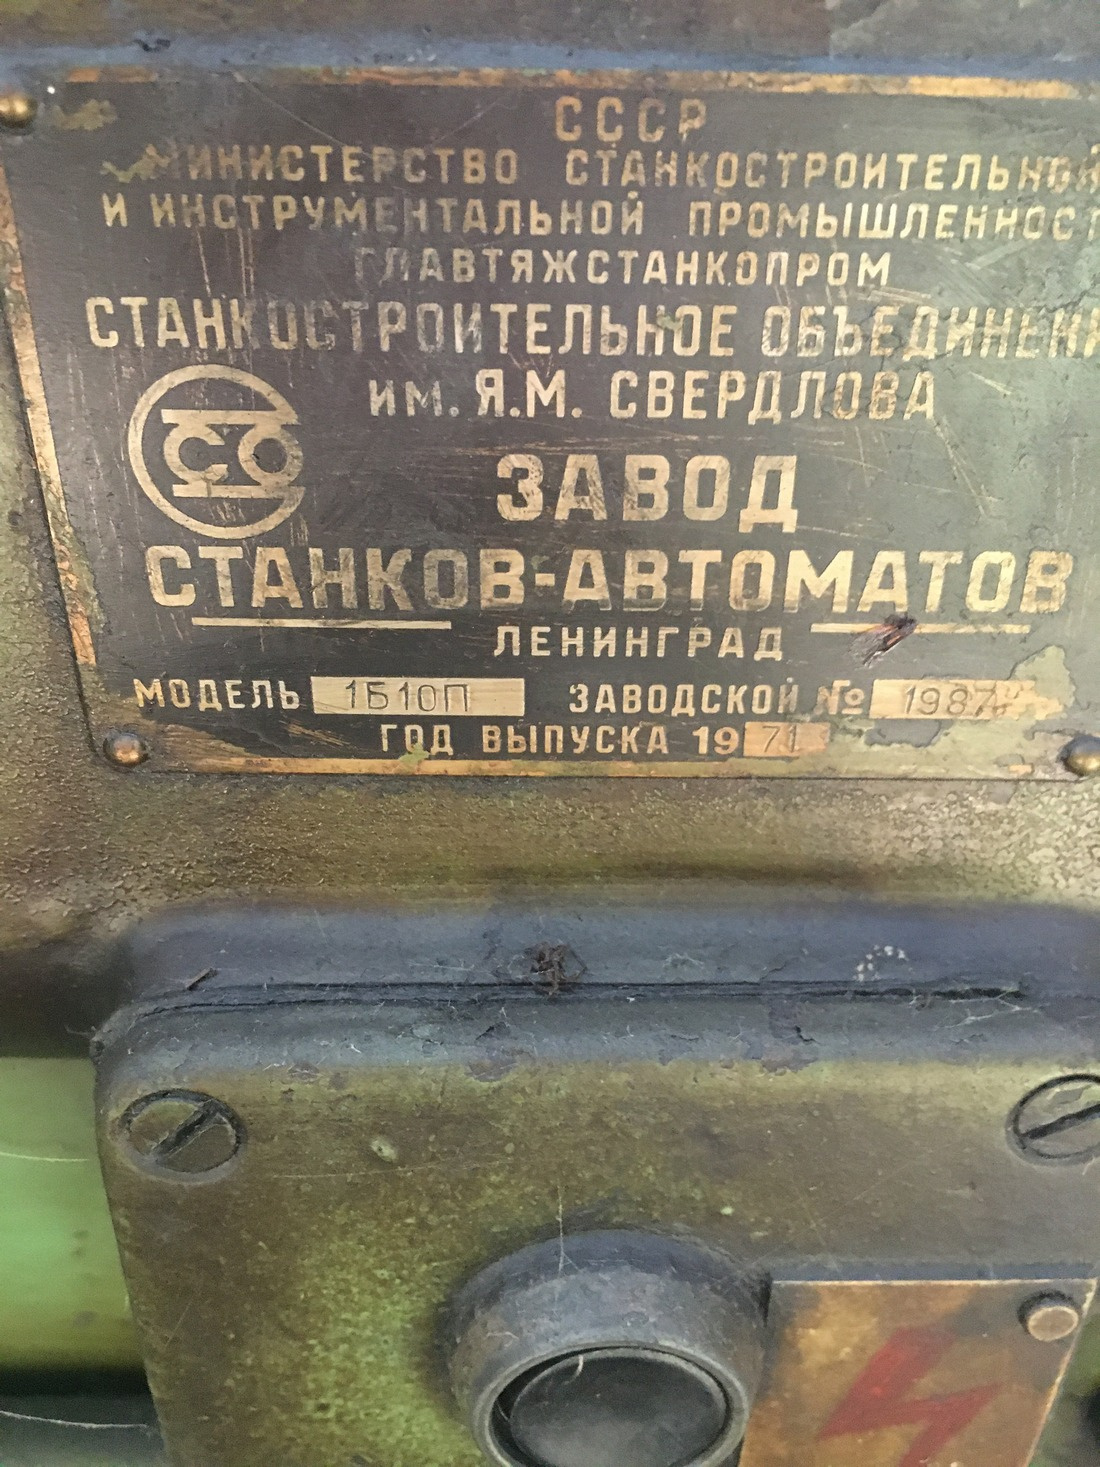 СССР
МИНИСТЕРСТВО СТАНКОСТРОИТЕЛЬНОЙ
И ИНСТРУМЕНТАЛЬНОЙ ПРОМЫШЛЕННОСТ
ГЛАВТЯЖСТАНКОПРОМ
СТАНКОСТРОИТЕЛЬНОЕ ОБЪЕДИНЕНИ
ИМ. Я.М. СВЕРДЛОВА
СО
ЗАВОД
СТАНКОВ-АВТОМАТОВ
ЛЕНИНГРАД
МОДЕЛЬ 1Б10П ЗАВОДСКОЙ №
ГОД ВЫПУСКА 1971